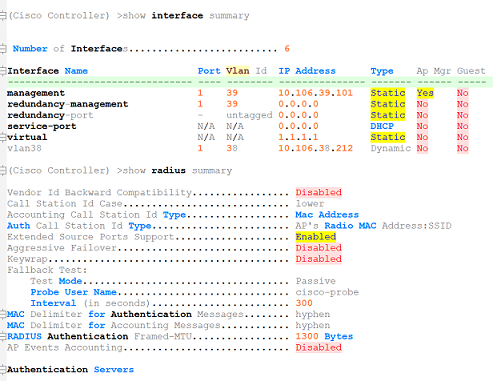 (Cisco Controller) >show interface summary
Number of Interfaces.......................... 6
Interface Name Port Vlan Id IP Address Type Ap Mgr Guest
-------------------------------- ---- -------- --------------- ------- ------ -----
management 1 39 10.106.39.101 Static Yes No
redundancy-management 1 39 0.0.0.0 Static No No
redundancy-port - untagged 0.0.0.0 Static No No
service-port N/A N/A 0.0.0.0 DHCP No No
virtual N/A N/A 1.1.1.1 Static No No
vlan38 1 38 10.106.38.212 Dynamic No No
(Cisco Controller) >show radius summary
Vendor Id Backward Compatibility................. Disabled
Call Station Id Case............................. lower
Accounting Call Station Id Type.................. Mac Address
Auth Call Station Id Type........................ AP's Radio MAC Address:SSID
Extended Source Ports Support.................... Enabled
Aggressive Failover.............................. Disabled
Keywrap.......................................... Disabled
Fallback Test:
Test Mode.................................... Passive
Probe User Name.............................. cisco-probe
Interval (in seconds)........................ 300
MAC Delimiter for Authentication Messages........ hyphen
MAC Delimiter for Accounting Messages............ hyphen
RADIUS Authentication Framed-MTU................. 1300 Bytes
AP Events Accounting............................. Disabled
Authentication Servers